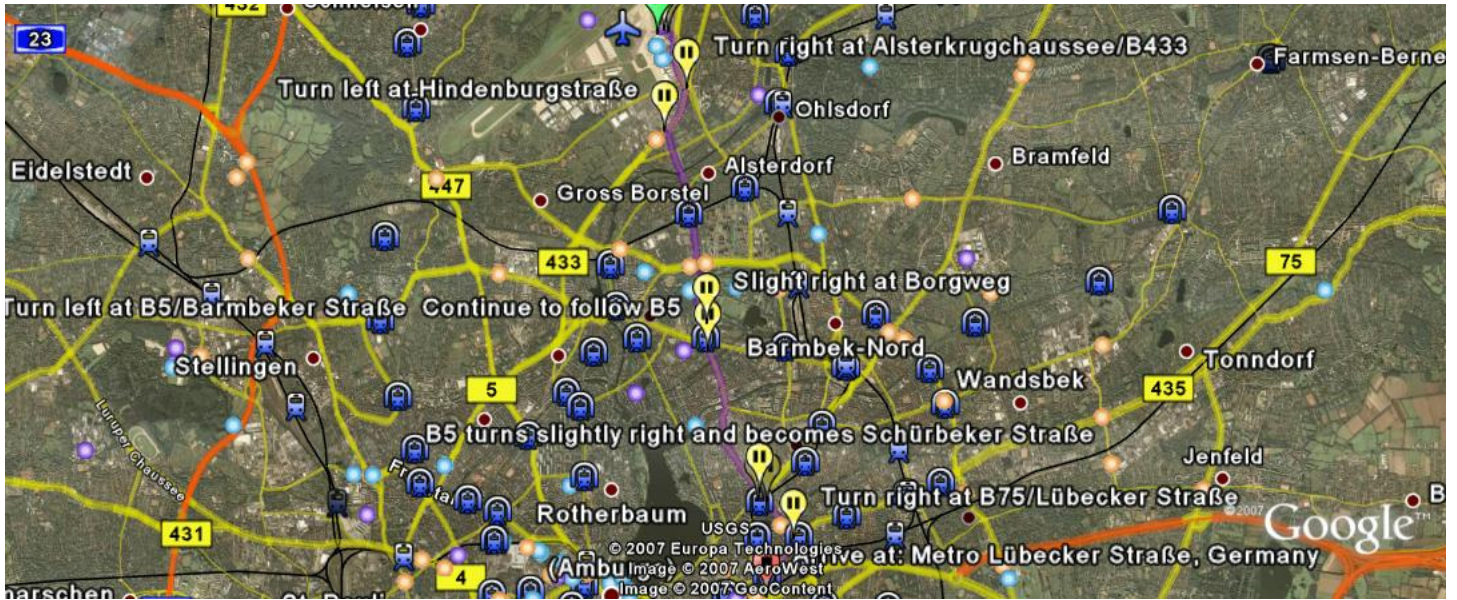 432
23
Turn right at Alsterkrugchaussee/B433
Farmsen-Berne
Turn left at Hindenburgstraße
Ohlsdorf
Eidelstedt
Alsterdorf
Bramfeld
447
Gross Borstel
433
75
Slight right at Borgweg
Turn left at B5/Barmbeker Straße
Continue to follow B5
Barmbek-Nord
Stellingen
Tonndorf
5
Wandsbek
435
Luruper Chaussee
B5 turns slightly right and becomes Schürbeker Straße
Jenfeld
B
Turn right at B75/Lübecker Straße
Rotherbaum
431
USGS
© 2007 Google™
© 2007 Europa Technologies
Arrive at: Metro Lübecker Straße, Germany
4
Image © 2007 AeroWest
Image © 2007 GeoContent